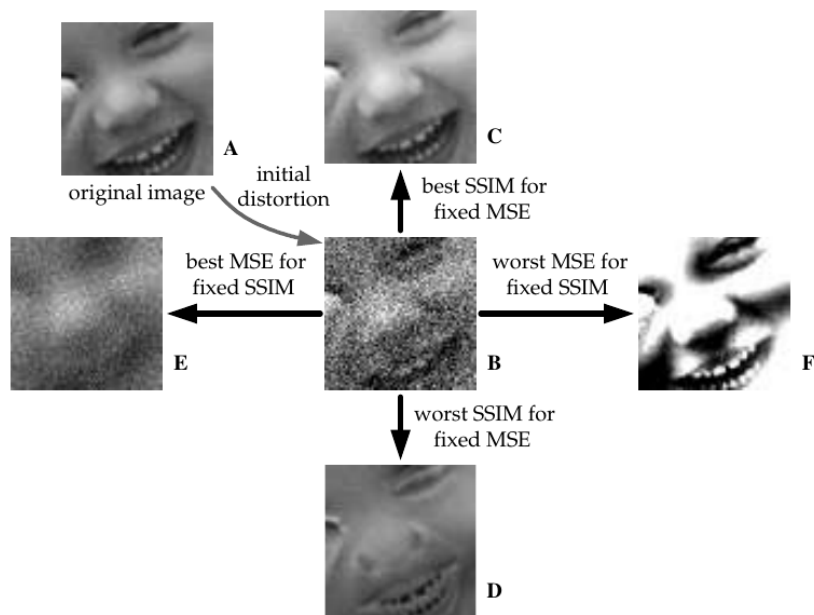 A
original image
initial
distortion
C
best SSIM for
fixed MSE
best MSE for
fixed SSIM
worst MSE for
fixed SSIM
E
B
F
worst SSIM for
fixed MSE
D